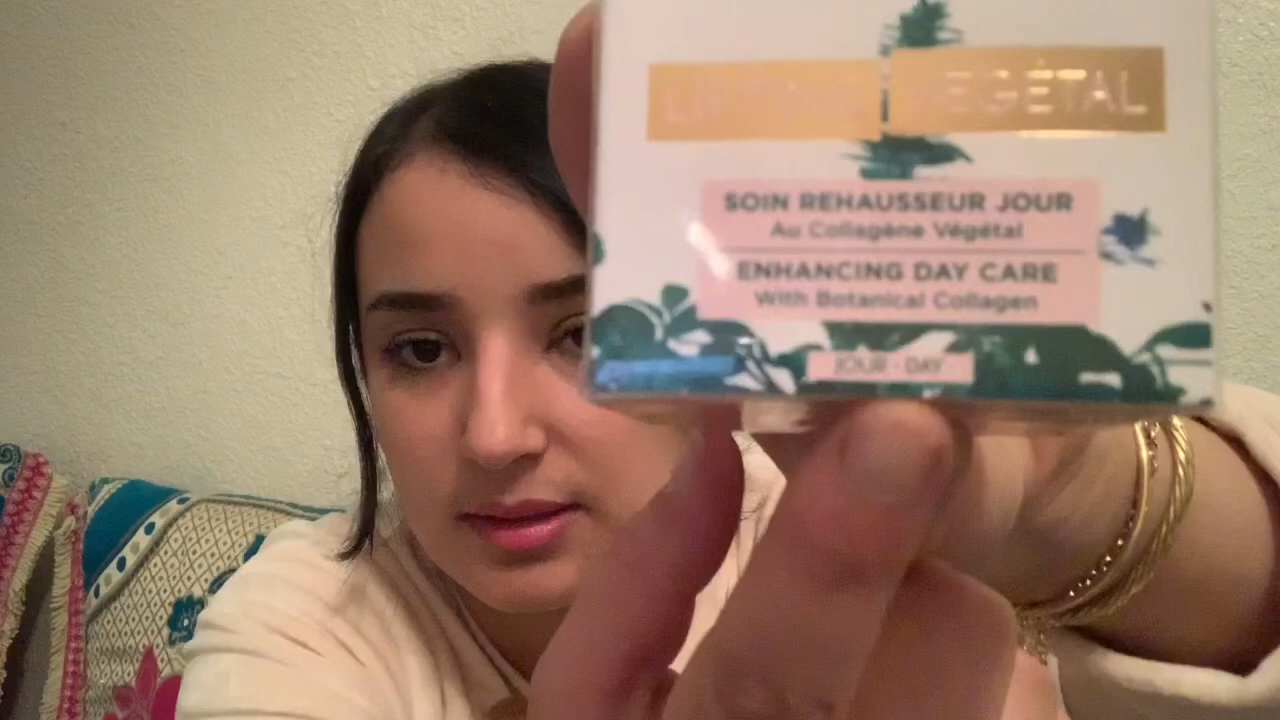 VÉGÉTAL
SOIN REHAUSSEUR JOUR
Au Collagène Végétal
ENHANCING DAY CARE
With Botanical Collagen
JOUR - DAY